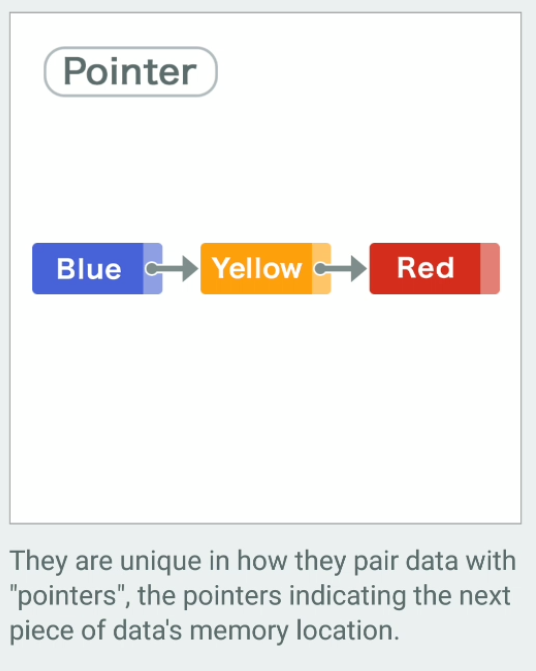 Pointer
Blue Yellow Red
They are unique in how they pair data with
"pointers", the pointers indicating the next
piece of data's memory location.